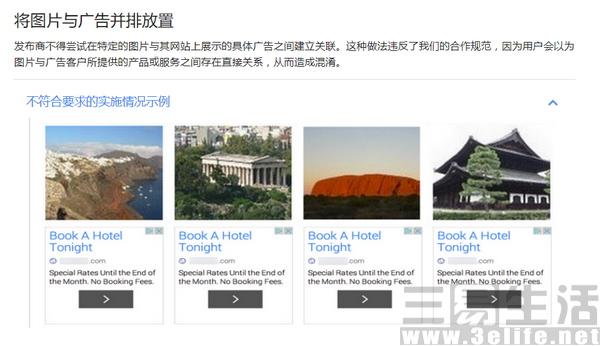 将图片与广告并排放置
发布商不得尝试在特定的图片与其网站上展示的具体广告之间建立关联。这种做法违反了我们的合作规范，因为用户会以为
图片与广告客户所提供的产品或服务之间存在直接关系，从而造成混淆。
不符合要求的实施情况示例
Book A Hotel
Tonight
.com
Special Rates Until the End of
the Month. No Booking Fees.
Book A Hotel
Tonight
.com
Special Rates Until the End of
the Month. No Booking Fees.
Book A Hotel
Tonight
.com
Special Rates Until the End of
the Month. No Booking Fees.
Book A Hotel
Tonight
.com
Special Rates Until the End of
the Month. No Booking Fees.
三易生活
www.3elife.net